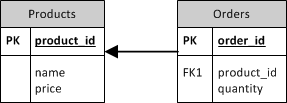 Products
PK product_id
name
price
Orders
PK order_id
FK1 product_id
quantity